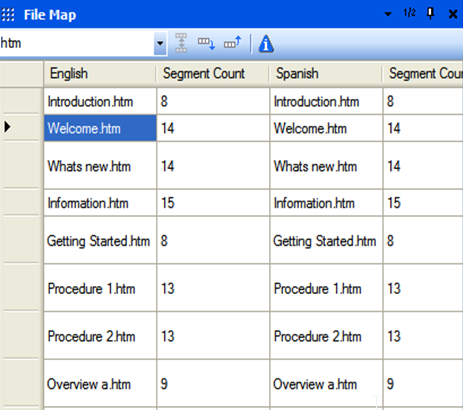 File Map
1/2
htm
English Segment Count Spanish Segment Cou
Introduction.htm 8 Introduction.htm 8
Welcome.htm 14 Welcome.htm 14
Whats new.htm 14 Whats new.htm 14
Information.htm 15 Information.htm 15
Getting Started.htm 8 Getting Started.htm 8
Procedure 1.htm 13 Procedure 1.htm 13
Procedure 2.htm 13 Procedure 2.htm 13
Overview a.htm 9 Overview a.htm 9